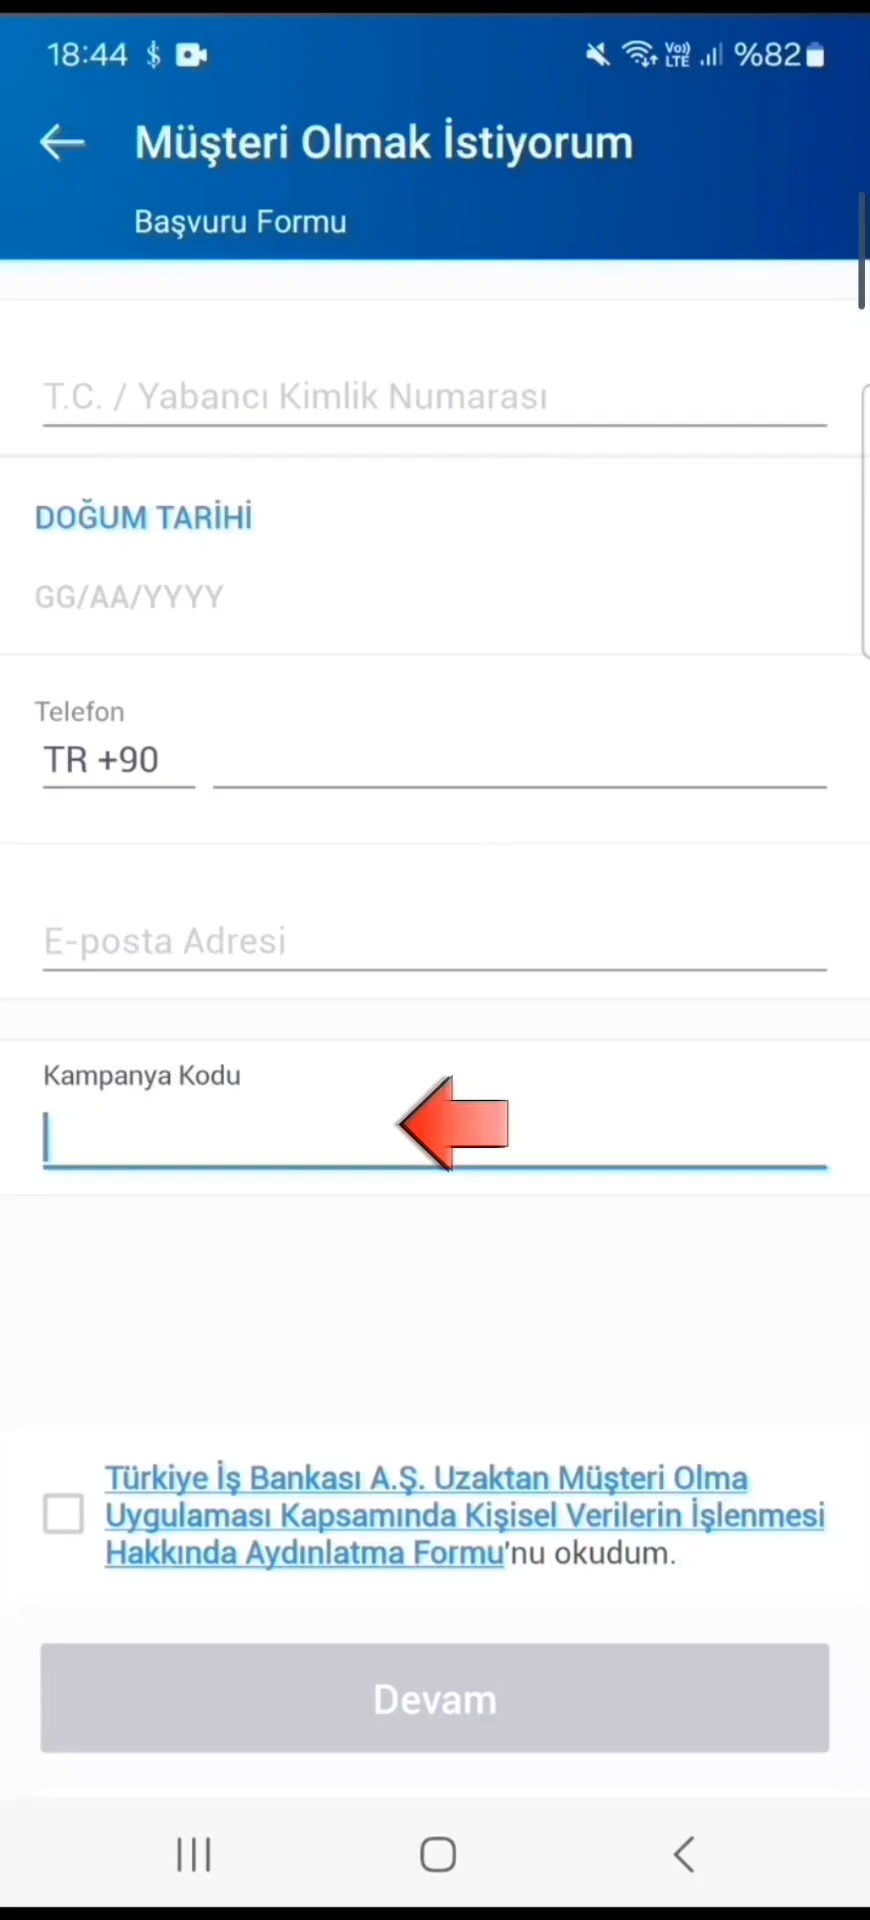 18:44 $ Vo)) LTE %82
Müşteri Olmak İstiyorum
Başvuru Formu
T.C. / Yabancı Kimlik Numarası
DOĞUM TARİHİ
GG/AA/YYYY
Telefon
TR +90
E-posta Adresi
Kampanya Kodu
Türkiye İş Bankası A.Ş. Uzaktan Müşteri Olma
Uygulaması Kapsamında Kişisel Verilerin İşlenmesi
Hakkında Aydınlatma Formu'nu okudum.
Devam